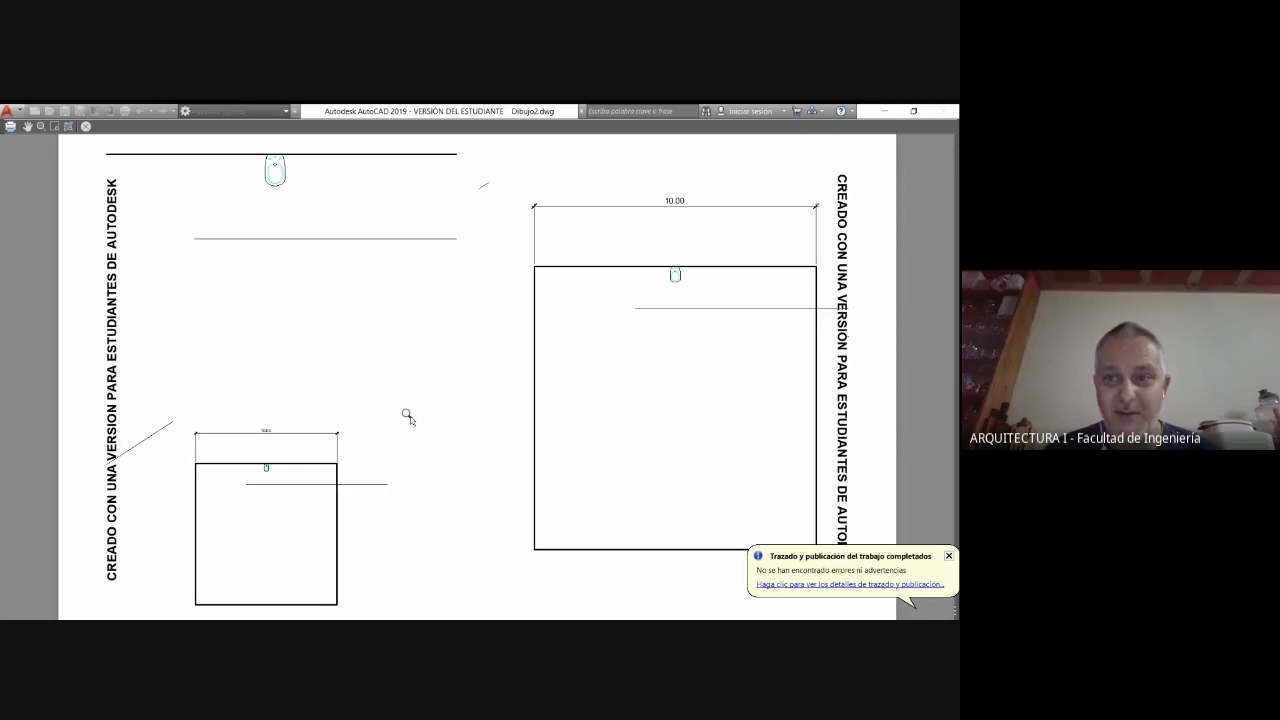 Autodesk AutoCAD 2019 - VERSIÓN DEL ESTUDIANTE Dibujo2.dwg
Escriba palabra clave o frase
Iniciar sesión
CREADO CON UNA VERSION PARA ESTUDIANTES DE AUTODESK
10.00
CREADO CON UNA VERSION PARA ESTUDIANTES DE AUTO
10.00
ARQUITECTURA I - Facultad de Ingeniería
Trazado y publicación del trabajo completados
No se han encontrado errores ni advertencias
Haga clic para ver los detalles de trazado y publicación...